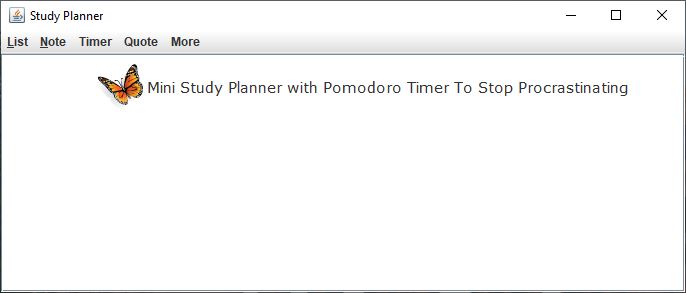 Study Planner
List Note Timer Quote More
Mini Study Planner with Pomodoro Timer To Stop Procrastinating